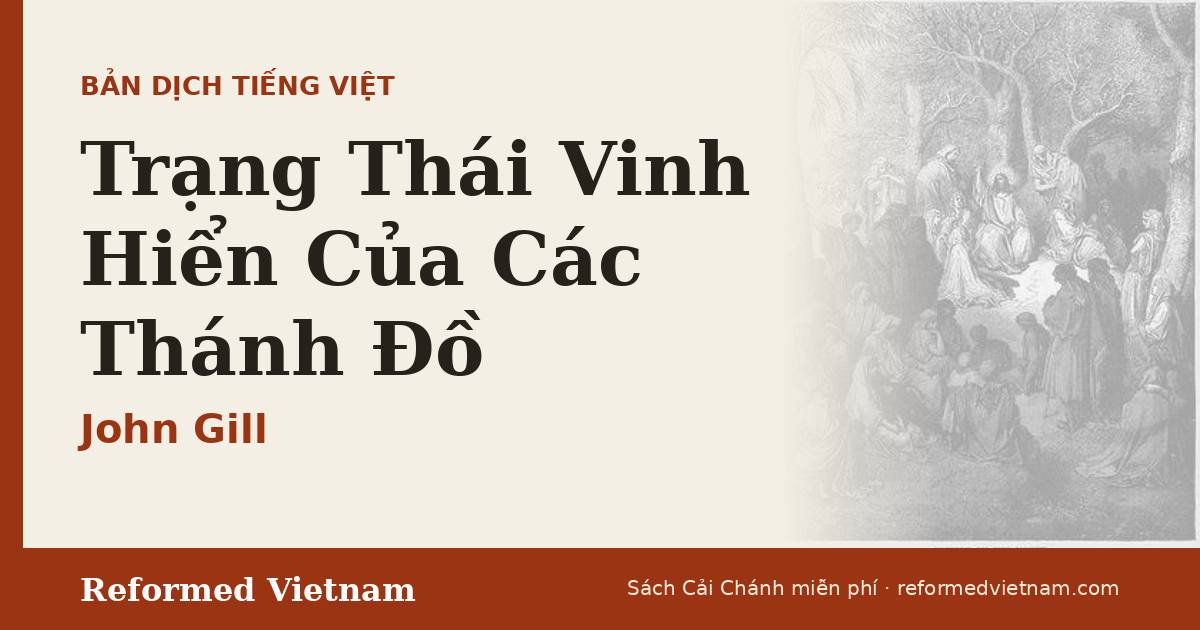 BẢN DỊCH TIẾNG VIỆT
Trạng Thái Vinh
Hiển Của Các
Thánh Đồ
John Gill
Reformed Vietnam
Sách Cải Chánh miễn phí · reformedvietnam.com